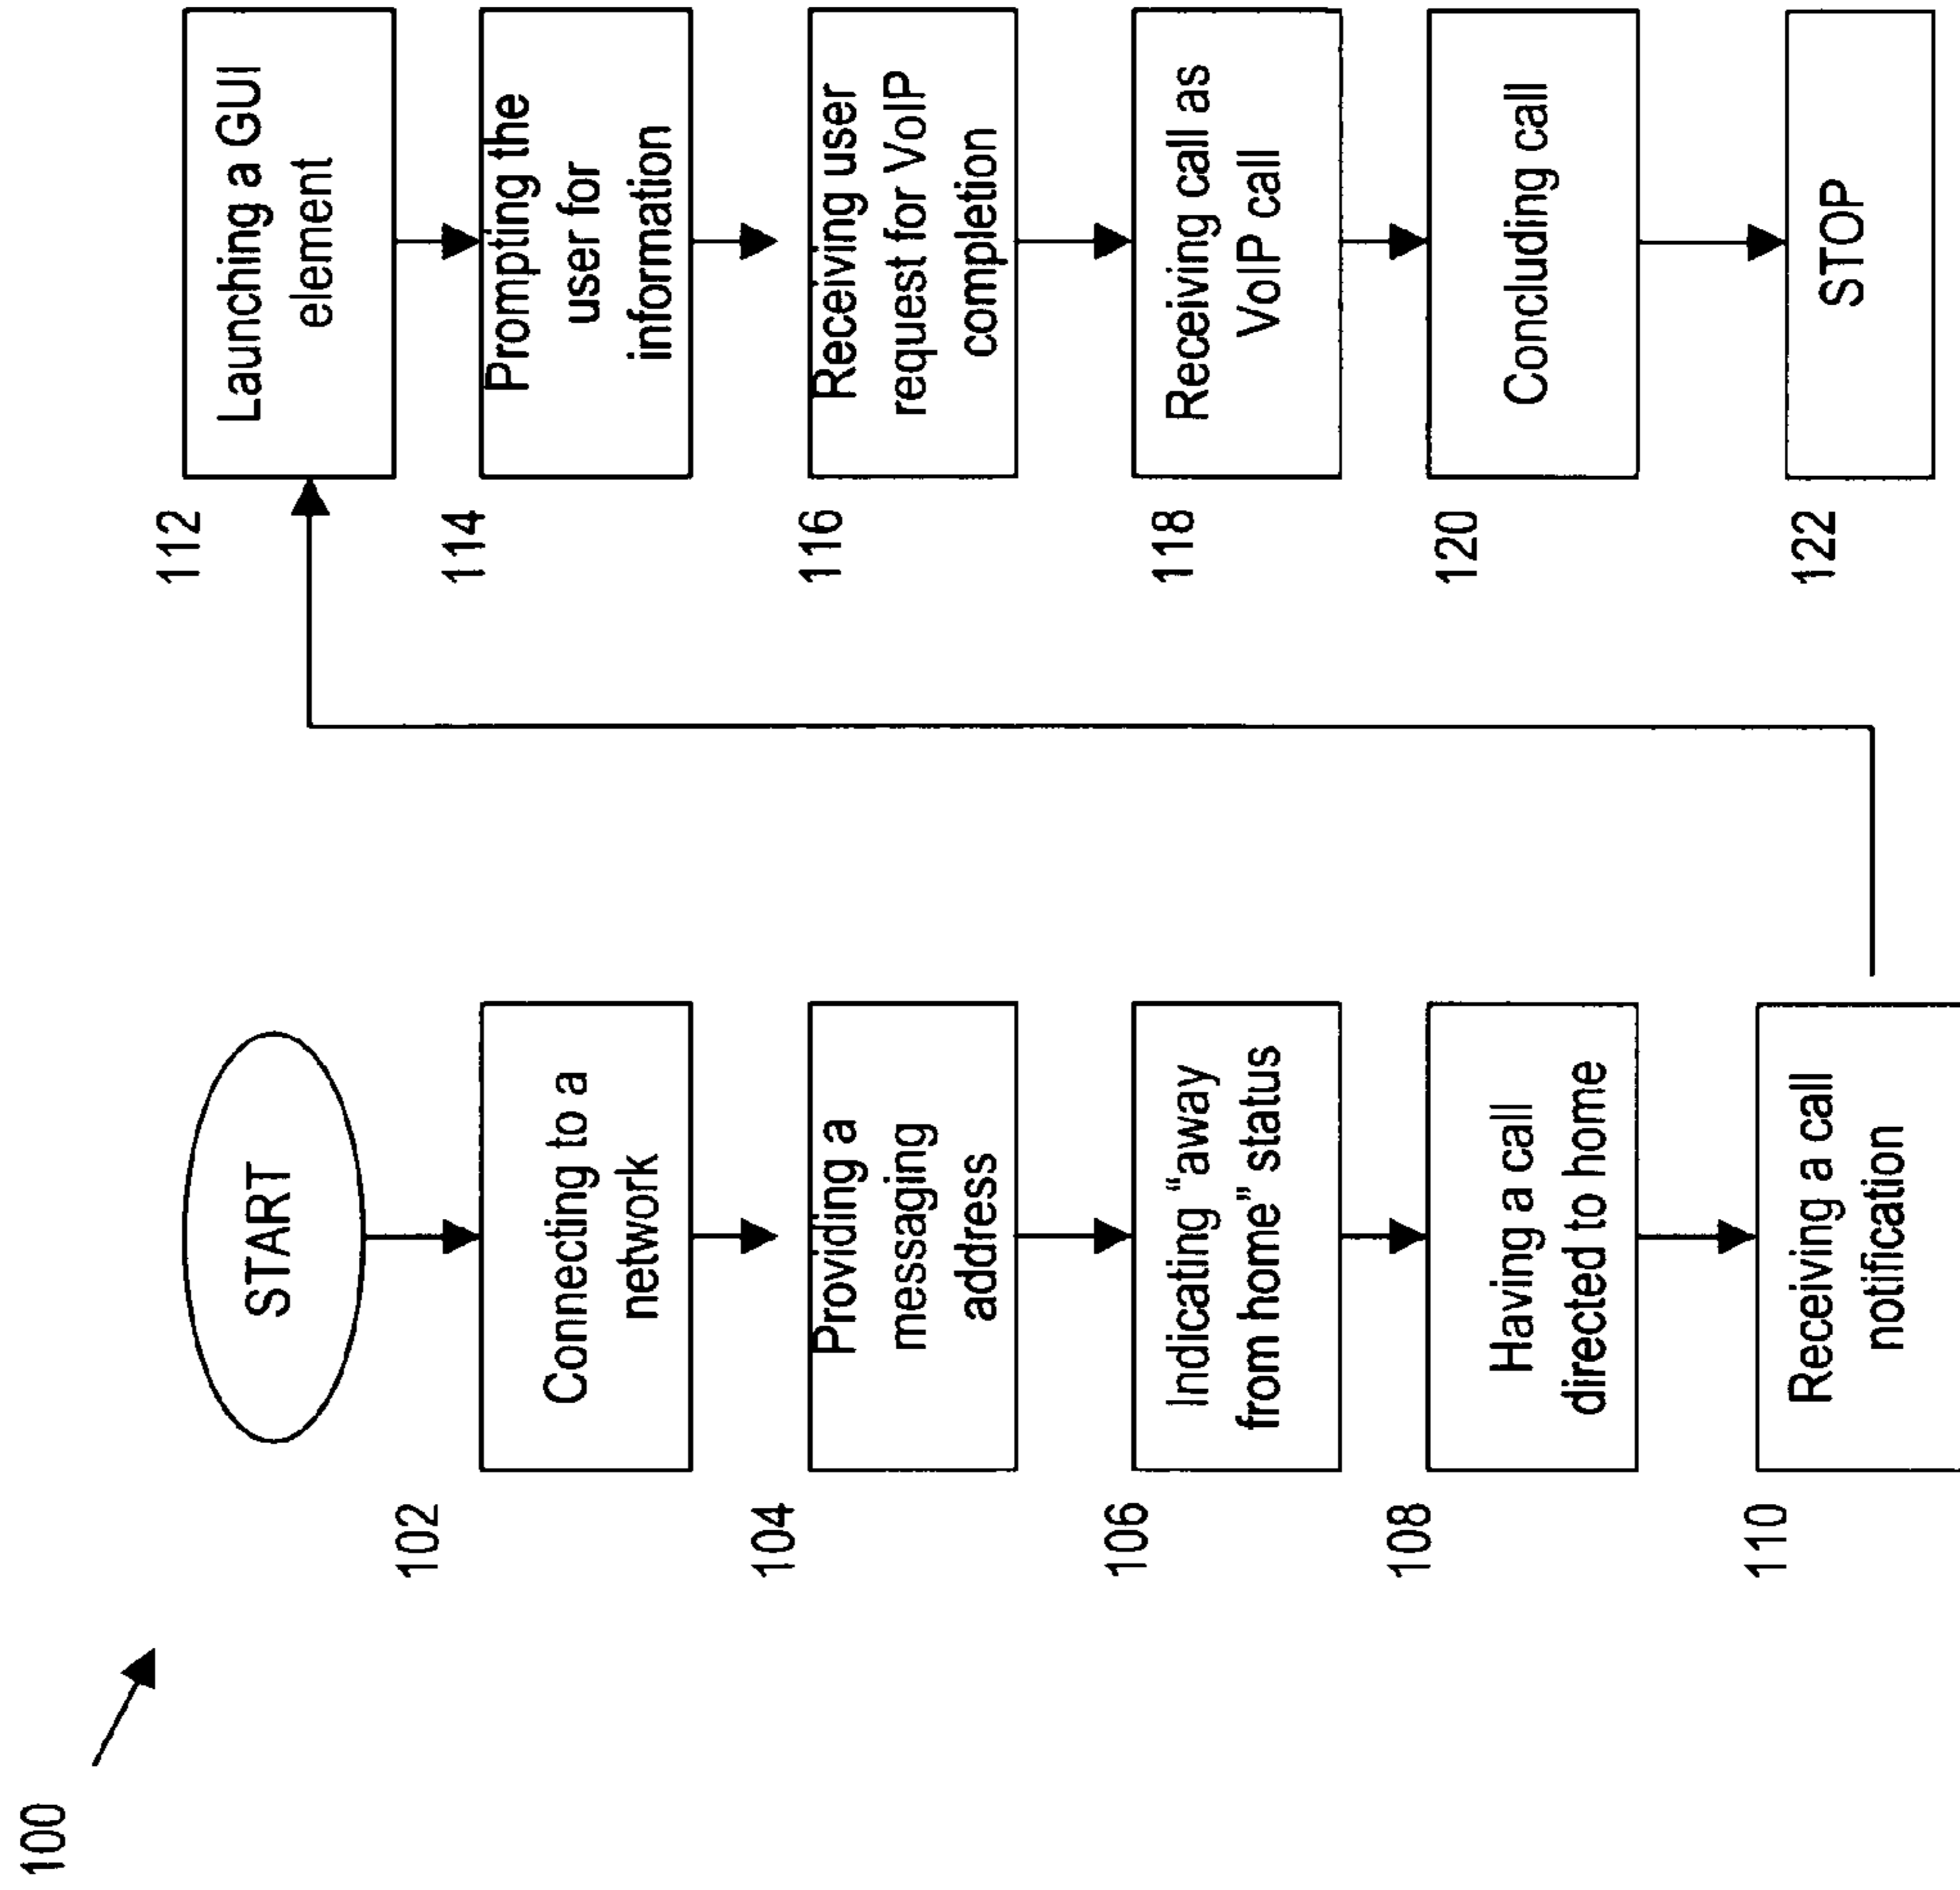 100
START
102
Connecting to a
network
104
Providing a
messaging
address
106
Indicating “away
from home” status
108
Having a call
directed to home
110
Receiving a call
notification
112
Launching a GUI
element
114
Prompting the
user for
information
116
Receiving user
request for VoIP
completion
118
Receiving call as
VoIP call
120
Concluding call
122
STOP